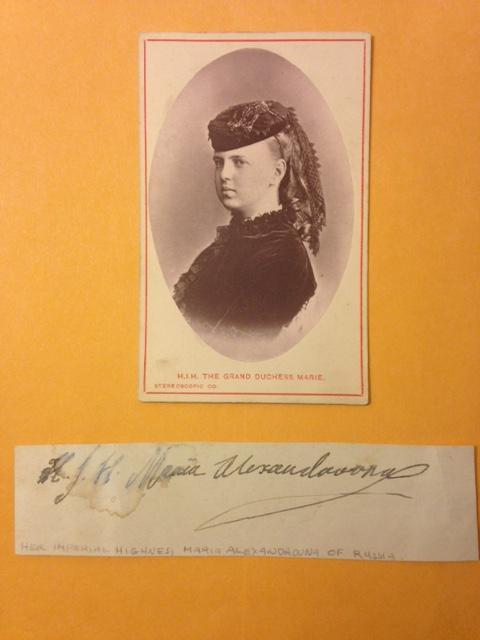 H.I.H. THE GRAND DUCHESS MARIE.
STEREOSCOPIC CO.
H. I. H. Maria Alexandrovna
HER IMPERIAL HIGHNESS MARIA ALEXANDROVNA OF RUSSIA.